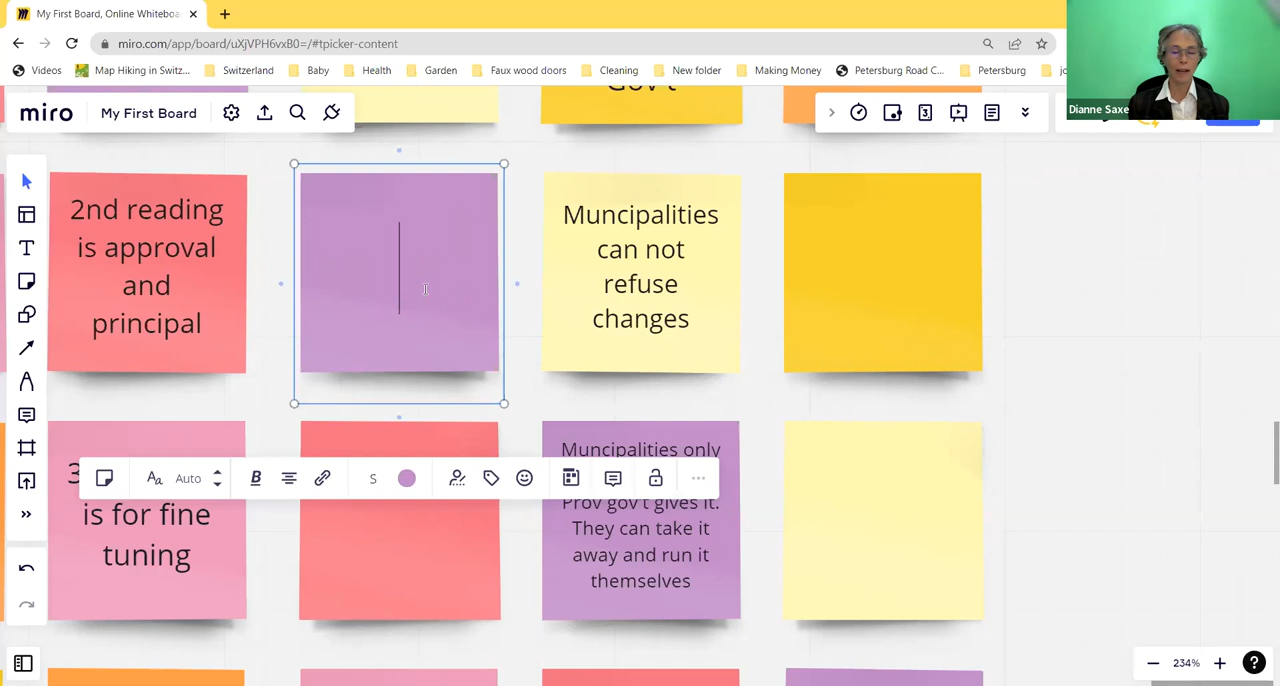 My First Board, Online Whiteboa
miro.com/app/board/uXjVPH6vxB0=/#tpicker-content
Videos
Map Hiking in Switz...
Switzerland
Baby
Health
Garden
Faux wood doors
Cleaning
New folder
Making Money
Petersburg Road C...
Petersburg
Dianne Saxe
miro
My First Board
3
Gov't
2nd reading
is approval
and
principal
Muncipalities
can not
refuse
changes
Auto
S
3
is for fine
tuning
Muncipalities only
Prov gov't gives it.
They can take it
away and run it
themselves
234%